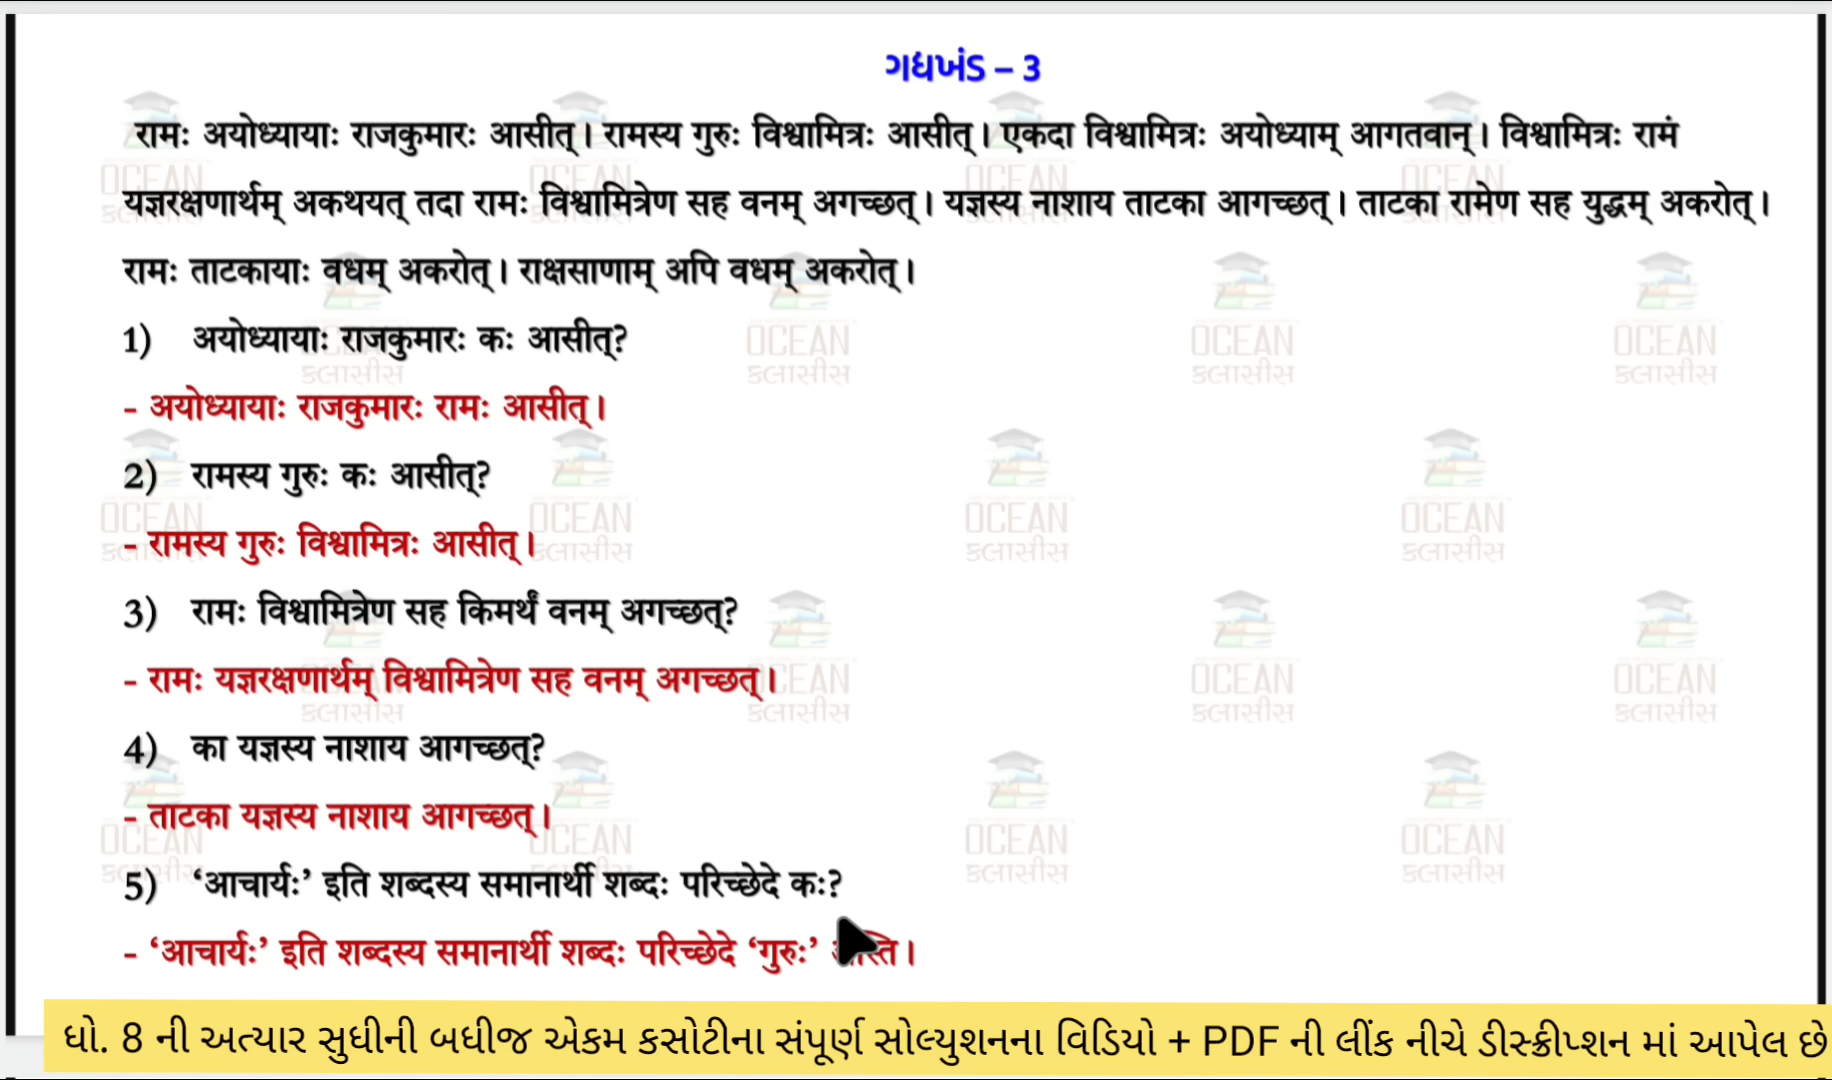 ગદ્યખંડ – 3
रामः अयोध्यायाः राजकुमारः आसीत्। रामस्य गुरुः विश्वामित्रः आसीत्। एकदा विश्वामित्रः अयोध्याम् आगतवान्। विश्वामित्रः रामं
यज्ञरक्षणार्थम् अकथयत् तदा रामः विश्वामित्रेण सह वनम् अगच्छत्। यज्ञस्य नाशाय ताटका आगच्छत्। ताटका रामेण सह युद्धम् अकरोत्।
रामः ताटकायाः वधम् अकरोत्। राक्षसाणाम् अपि वधम् अकरोत्।
1) अयोध्यायाः राजकुमारः कः आसीत्?
- अयोध्यायाः राजकुमारः रामः आसीत्।
2) रामस्य गुरुः कः आसीत्?
- रामस्य गुरुः विश्वामित्रः आसीत्।
3) रामः विश्वामित्रेण सह किमर्थं वनम् अगच्छत्?
- रामः यज्ञरक्षणार्थम् विश्वामित्रेण सह वनम् अगच्छत्।
4) का यज्ञस्य नाशाय आगच्छत्?
- ताटका यज्ञस्य नाशाय आगच्छत्।
5) ‘आचार्यः’ इति शब्दस्य समानार्थी शब्दः परिच्छेदे कः?
- ‘आचार्यः’ इति शब्दस्य समानार्थी शब्दः परिच्छेदे ‘गुरुः’ अस्ति।
OCEAN
ક્લાસીસ
ધો. 8 ની અત્યાર સુધીની બધીજ એકમ કસોટીના સંપૂર્ણ સોલ્યુશનના વિડિયો + PDF ની લીંક નીચે ડીસ્ક્રીપ્શન માં આપેલ છે